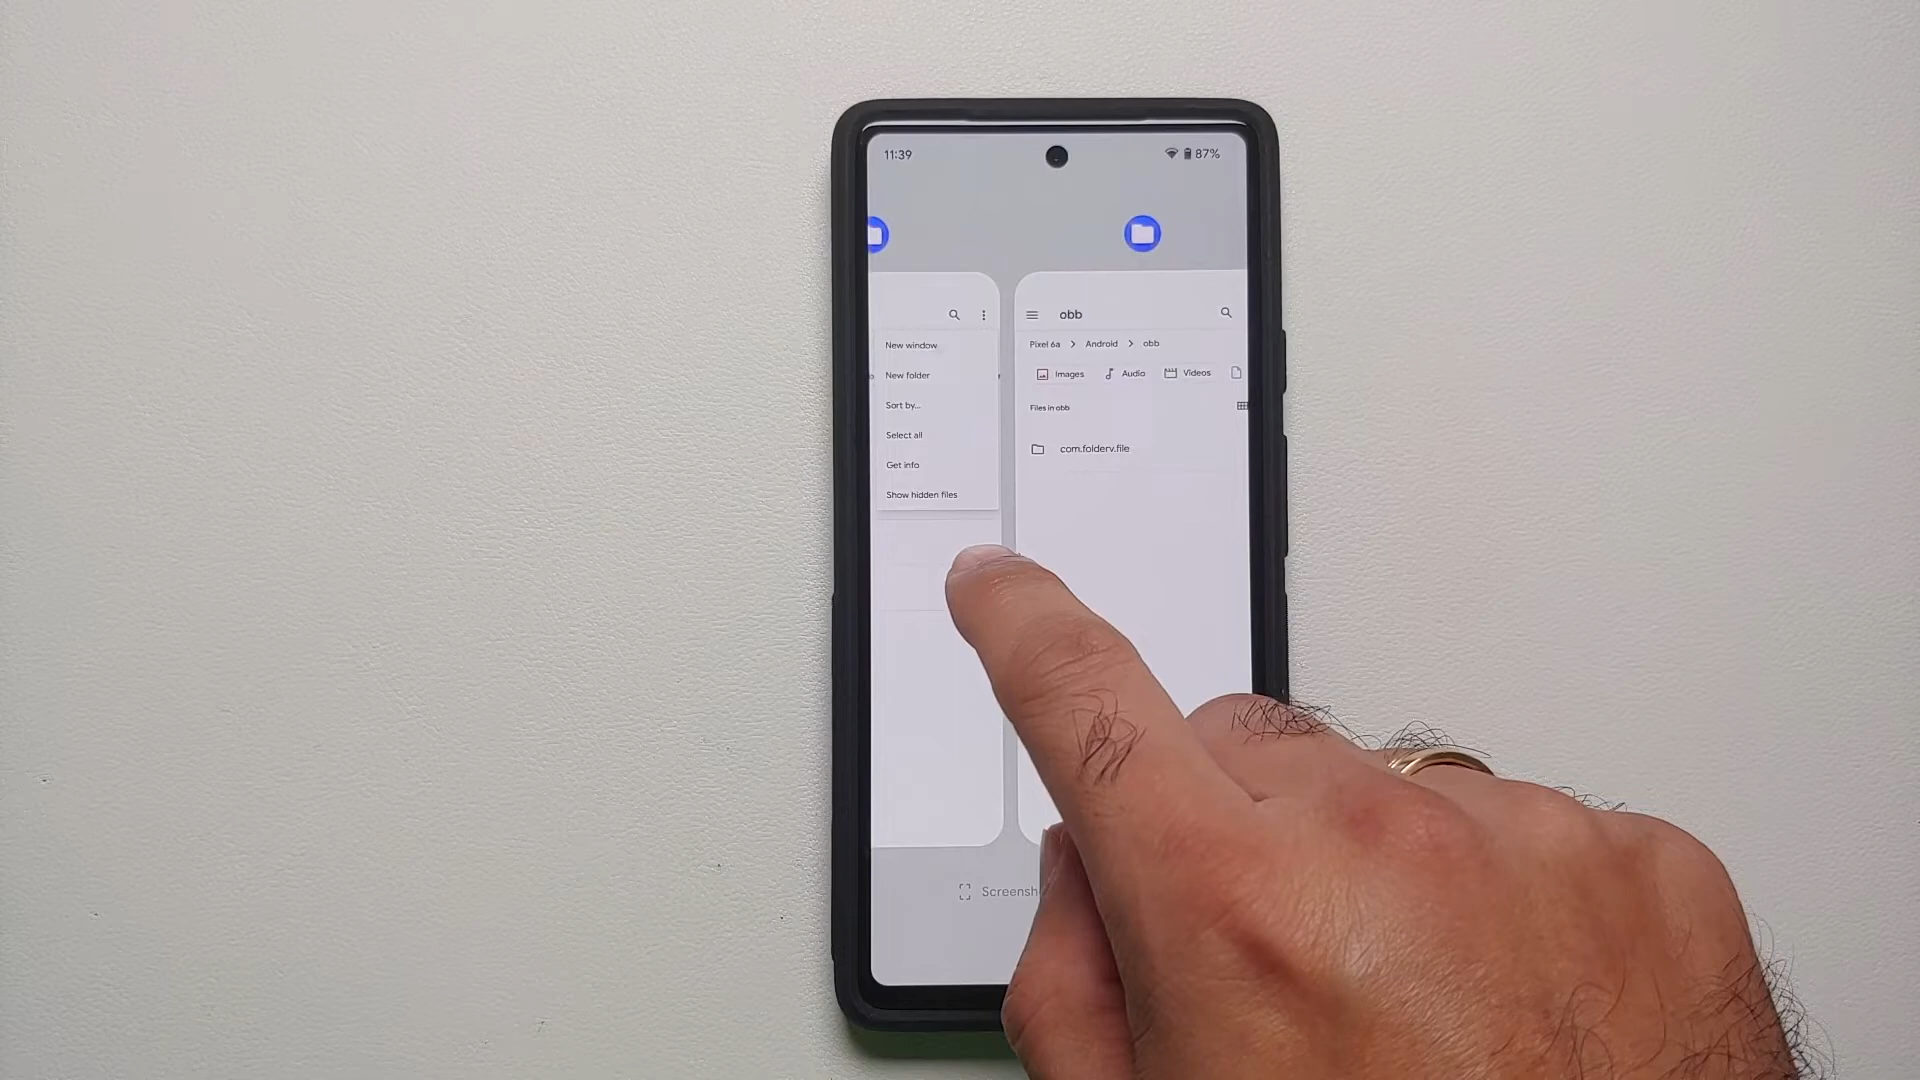 11:39
87%
New window
New folder
Sort by...
Select all
Get info
Show hidden files
obb
Pixel 6a > Android > obb
Images Audio Videos
Files in obb
com.folderv.file
Screensh